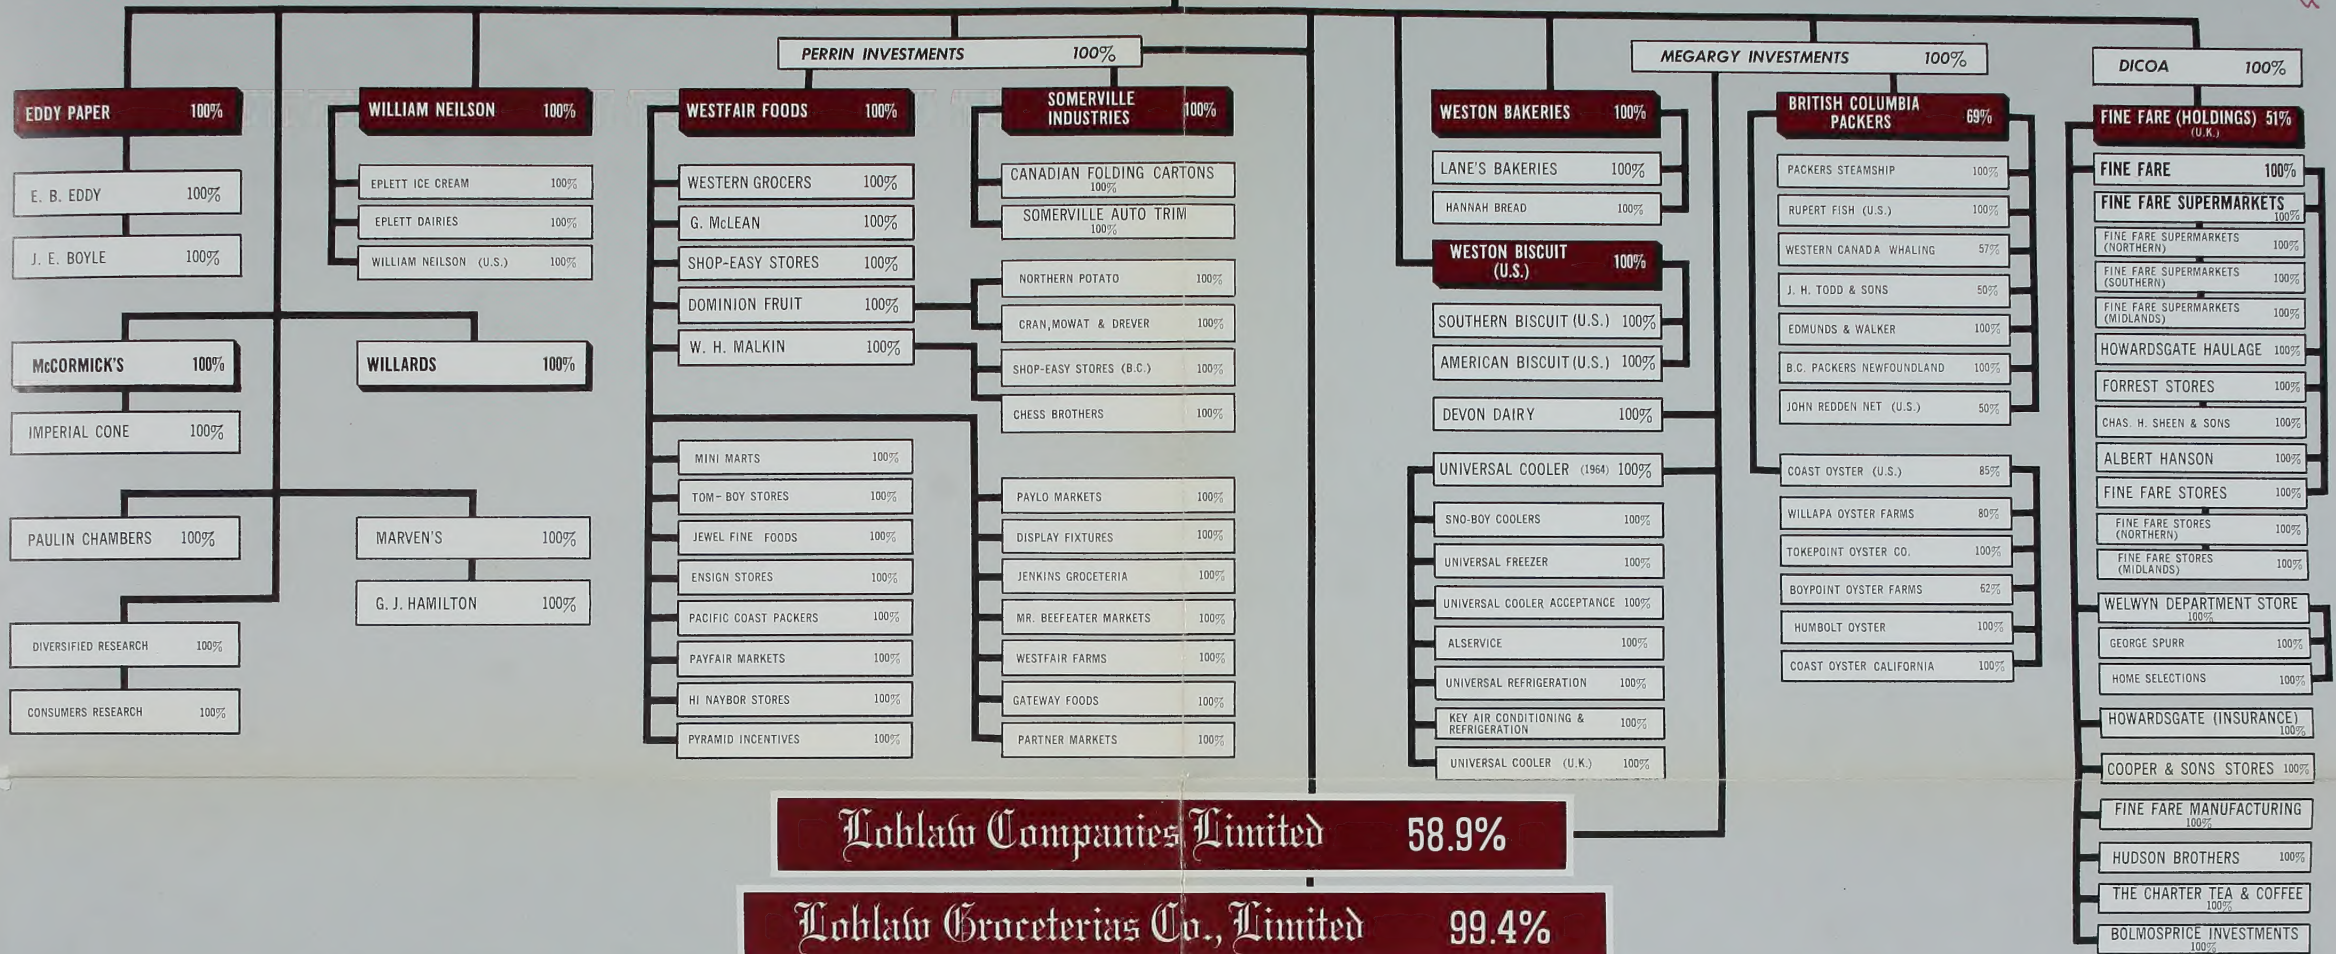 PERRIN INVESTMENTS 100%
MEGARGY INVESTMENTS 100%
DICOA 100%
EDDY PAPER 100%
E. B. EDDY 100%
J. E. BOYLE 100%
WILLIAM NEILSON 100%
EPLETT ICE CREAM 100%
EPLETT DAIRIES 100%
WILLIAM NEILSON (U.S.) 100%
McCORMICK'S 100%
IMPERIAL CONE 100%
WILLARDS 100%
PAULIN CHAMBERS 100%
MARVEN'S 100%
G. J. HAMILTON 100%
DIVERSIFIED RESEARCH 100%
CONSUMERS RESEARCH 100%
WESTFAIR FOODS 100%
WESTERN GROCERS 100%
G. McLEAN 100%
SHOP-EASY STORES 100%
DOMINION FRUIT 100%
W. H. MALKIN 100%
MINI MARTS 100%
TOM-BOY STORES 100%
JEWEL FINE FOODS 100%
ENSIGN STORES 100%
PACIFIC COAST PACKERS 100%
PAYFAIR MARKETS 100%
HI NAYBOR STORES 100%
PYRAMID INCENTIVES 100%
SOMERVILLE
INDUSTRIES 100%
CANADIAN FOLDING CARTONS
100%
SOMERVILLE AUTO TRIM
100%
NORTHERN POTATO 100%
CRAN, MOWAT & DREVER 100%
SHOP-EASY STORES (B.C.) 100%
CHESS BROTHERS 100%
PAYLO MARKETS 100%
DISPLAY FIXTURES 100%
JENKINS GROCETERIA 100%
MR. BEEFEATER MARKETS 100%
WESTFAIR FARMS 100%
GATEWAY FOODS 100%
PARTNER MARKETS 100%
WESTON BAKERIES 100%
LANE'S BAKERIES 100%
HANNAH BREAD 100%
WESTON BISCUIT
(U.S.) 100%
SOUTHERN BISCUIT (U.S.) 100%
AMERICAN BISCUIT (U.S.) 100%
DEVON DAIRY 100%
UNIVERSAL COOLER (1964) 100%
SNO-BOY COOLERS 100%
UNIVERSAL FREEZER 100%
UNIVERSAL COOLER ACCEPTANCE 100%
ALSERVICE 100%
UNIVERSAL REFRIGERATION 100%
KEY AIR CONDITIONING &
REFRIGERATION 100%
UNIVERSAL COOLER (U.K.) 100%
BRITISH COLUMBIA
PACKERS 69%
PACKERS STEAMSHIP 100%
RUPERT FISH (U.S.) 100%
WESTERN CANADA WHALING 57%
J. H. TODD & SONS 50%
EDMUNDS & WALKER 100%
B.C. PACKERS NEWFOUNDLAND 100%
JOHN REDDEN NET (U.S.) 50%
COAST OYSTER (U.S.) 85%
WILLAPA OYSTER FARMS 80%
TOKEPOINT OYSTER CO. 100%
BOYPOINT OYSTER FARMS 62%
HUMBOLT OYSTER 100%
COAST OYSTER CALIFORNIA 100%
FINE FARE (HOLDINGS) 51%
(U.K.)
FINE FARE 100%
FINE FARE SUPERMARKETS
100%
FINE FARE SUPERMARKETS
(NORTHERN) 100%
FINE FARE SUPERMARKETS
(SOUTHERN) 100%
FINE FARE SUPERMARKETS
(MIDLANDS) 100%
HOWARDSGATE HAULAGE 100%
FORREST STORES 100%
CHAS. H. SHEEN & SONS 100%
ALBERT HANSON 100%
FINE FARE STORES 100%
FINE FARE STORES
(NORTHERN) 100%
FINE FARE STORES
(MIDLANDS) 100%
WELWYN DEPARTMENT STORE
100%
GEORGE SPURR 100%
HOME SELECTIONS 100%
HOWARDSGATE (INSURANCE)
100%
COOPER & SONS STORES 100%
FINE FARE MANUFACTURING
100%
HUDSON BROTHERS 100%
THE CHARTER TEA & COFFEE
100%
BOLMOSPRICE INVESTMENTS
100%
Loblaw Companies Limited 58.9%
Loblaw Groceterias Co., Limited 99.4%